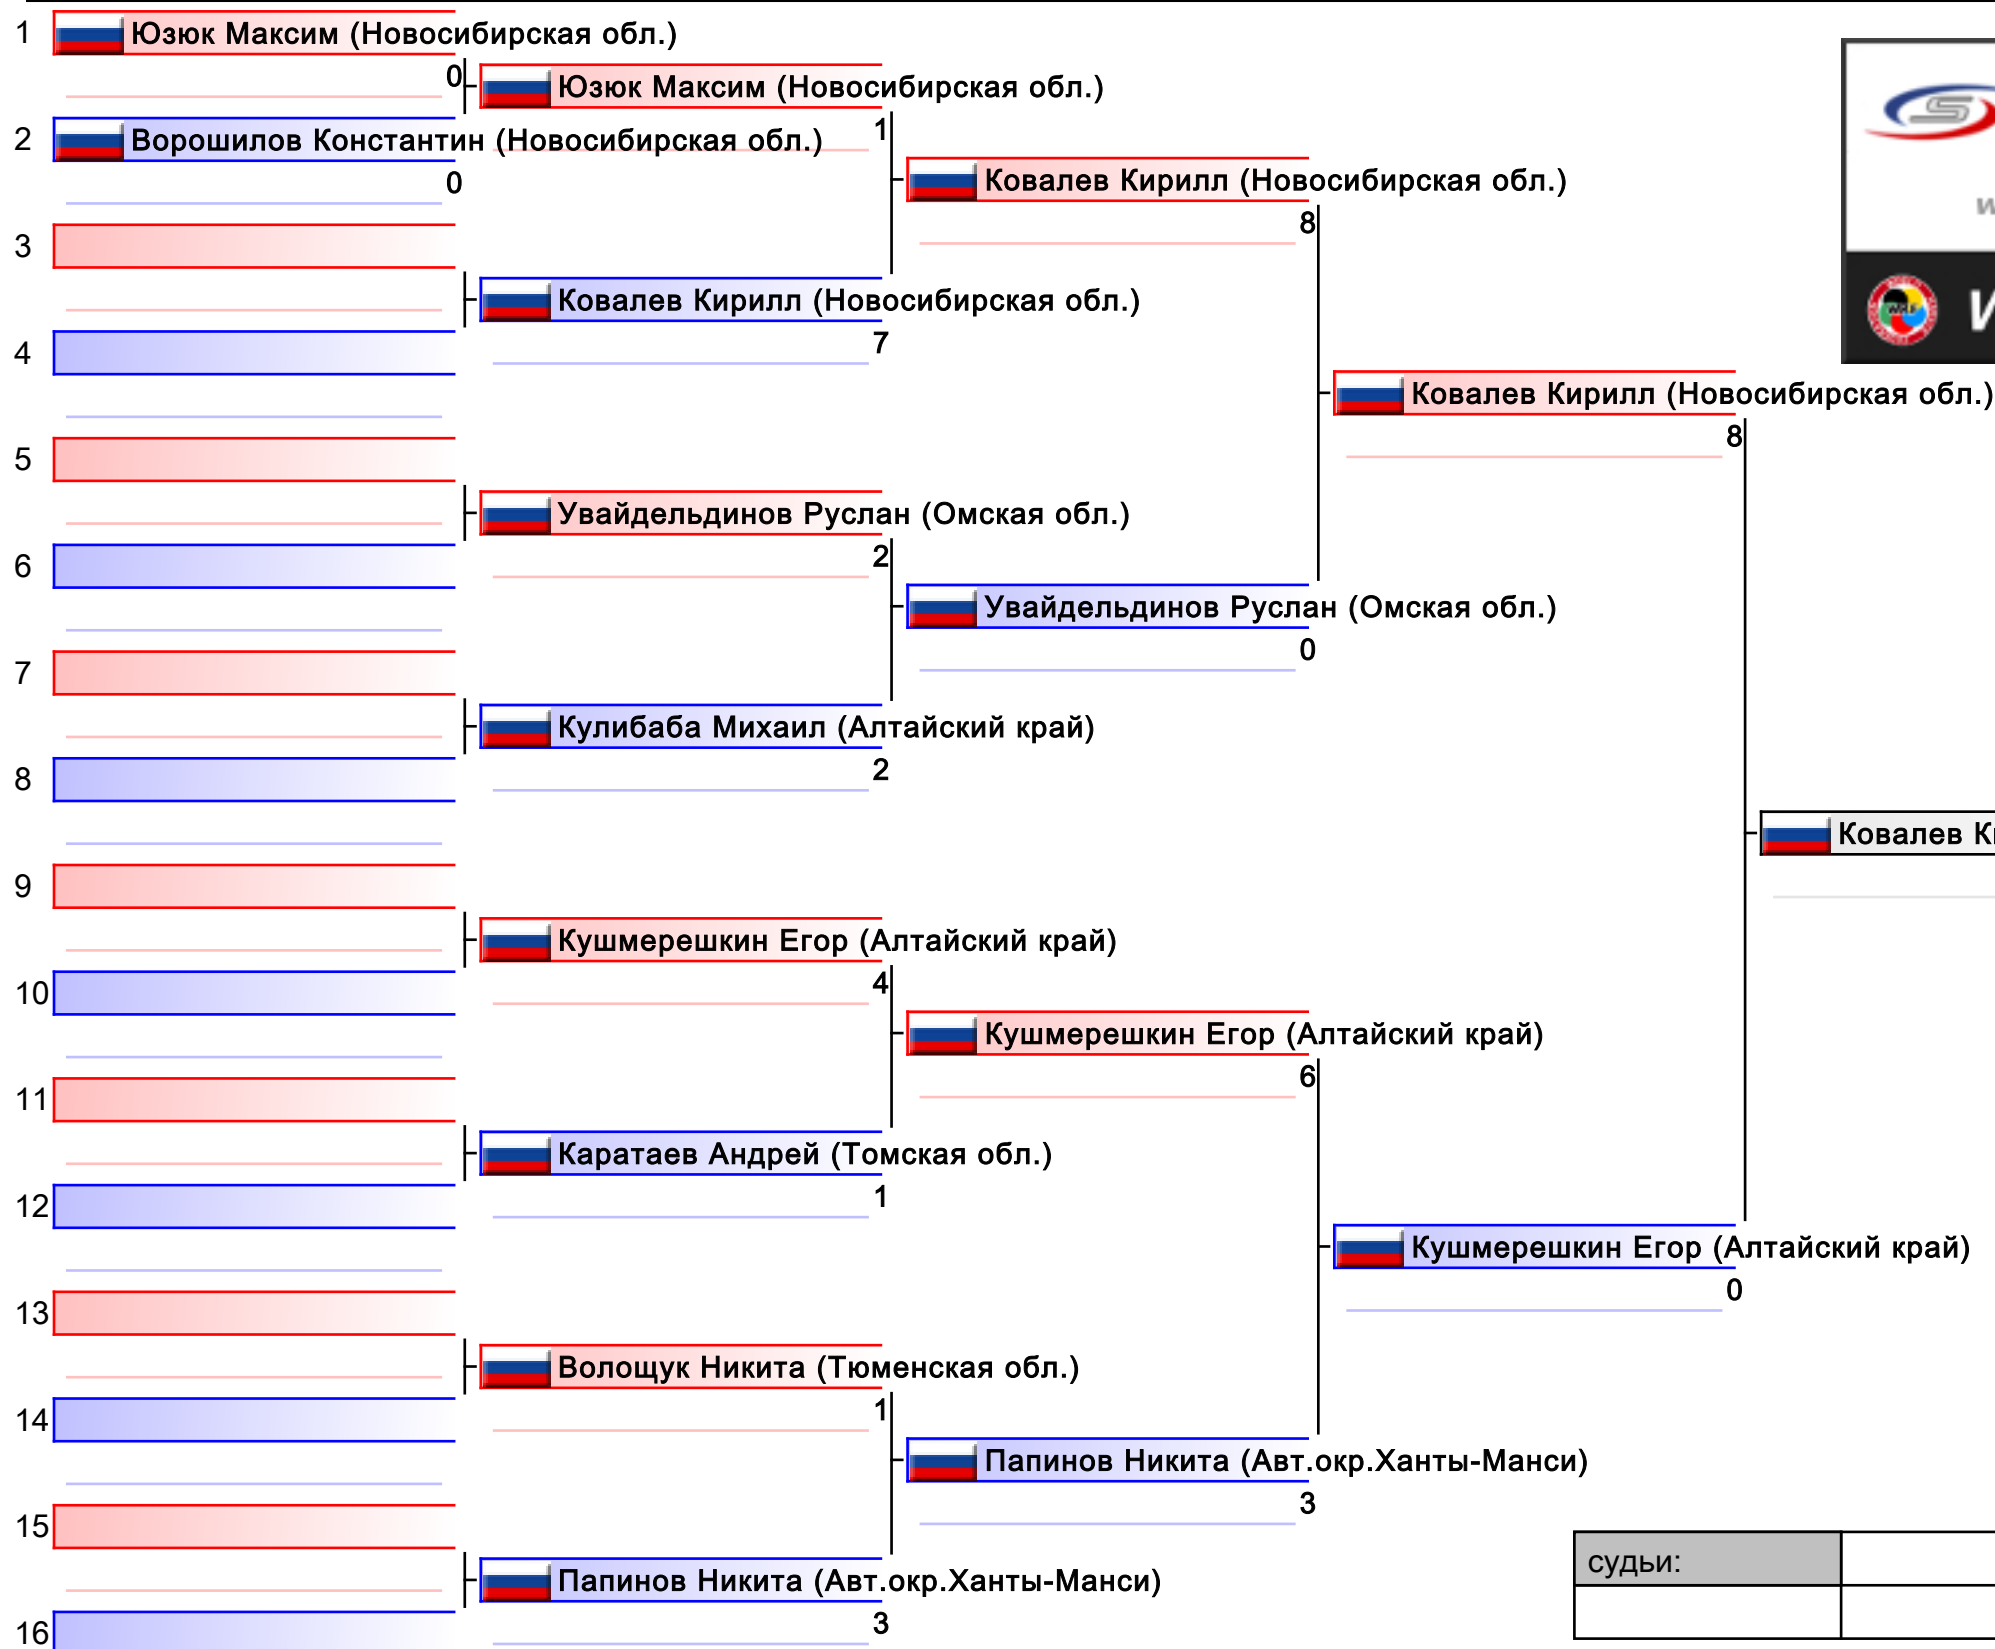 1 Юзюк Максим (Новосибирская обл.)
0
Юзюк Максим (Новосибирская обл.)
1
2 Ворошилов Константин (Новосибирская обл.)
0
Ковалев Кирилл (Новосибирская обл.)
8
3
Ковалев Кирилл (Новосибирская обл.)
7
4
Ковалев Кирилл (Новосибирская обл.)
8
5
Увайдельдинов Руслан (Омская обл.)
2
6
Увайдельдинов Руслан (Омская обл.)
0
7
Кулибаба Михаил (Алтайский край)
2
8
Ковалев
9
Кушмерешкин Егор (Алтайский край)
4
10
Кушмерешкин Егор (Алтайский край)
6
11
Каратаев Андрей (Томская обл.)
1
12
Кушмерешкин Егор (Алтайский край)
0
13
Волощук Никита (Тюменская обл.)
1
14
Папинов Никита (Авт.окр.Ханты-Манси)
3
15
Папинов Никита (Авт.окр.Ханты-Манси)
3
16
судьи: